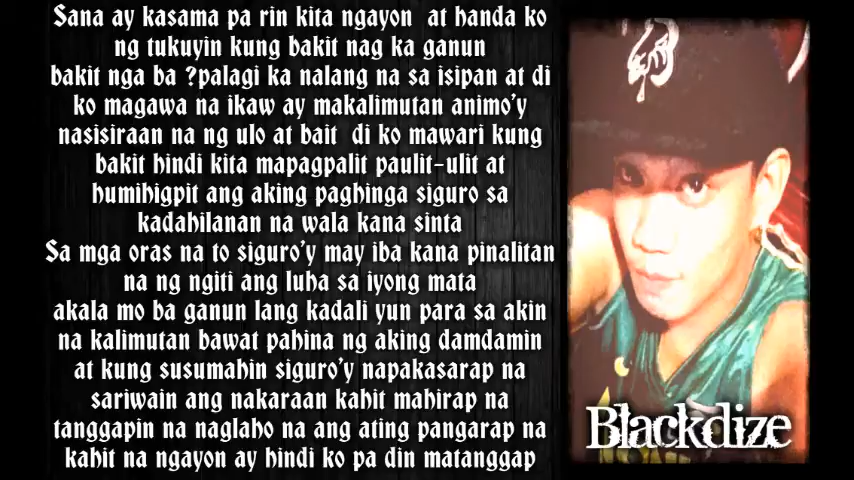 Sana ay kasama pa rin kita ngayon at handa ko
ng tukuyin kung bakit nag ka ganun
bakit nga ba ?palagi ka nalang na sa isipan at di
ko magawa na ikaw ay makalimutan animo'y
nasisiraan na ng ulo at bait di ko mawari kung
bakit hindi kita mapagpalit paulit-ulit at
humihigpit ang aking paghinga siguro sa
kadahilanan na wala kana sinta
Sa mga oras na to siguro'y may iba kana pinalitan
na ng ngiti ang luha sa iyong mata
akala mo ba ganun lang kadali yun para sa akin
na kalimutan bawat pahina ng aking damdamin
at kung susumahin siguro'y napakasarap na
sariwain ang nakaraan kahit mahirap na
tanggapin na naglaho na ang ating pangarap na
kahit na ngayon ay hindi ko pa din matanggap
Blackdize